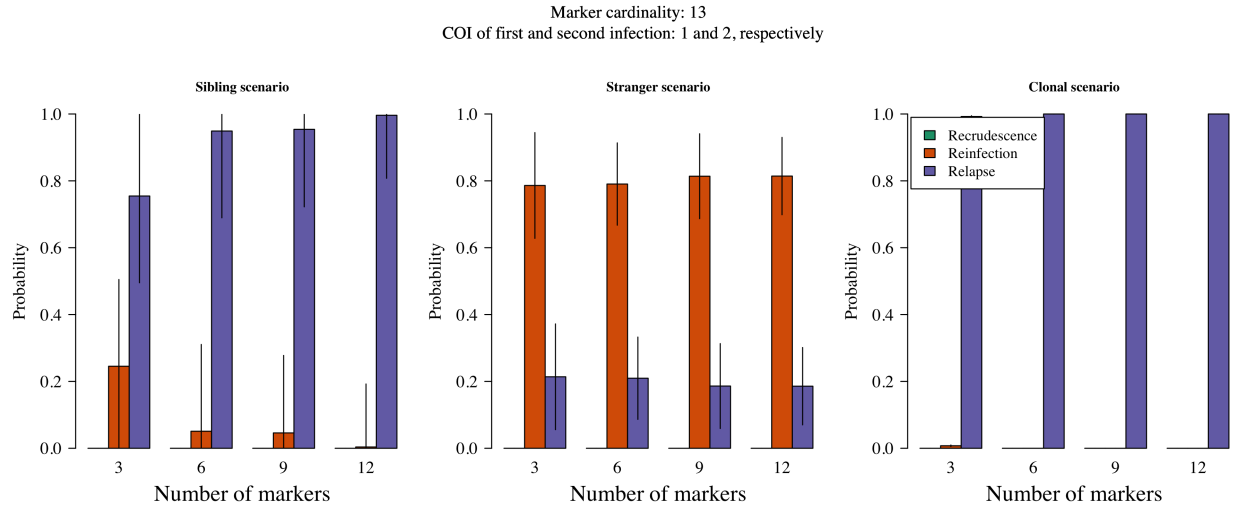 Marker cardinality: 13
COI of first and second infection: 1 and 2, respectively
Sibling scenario
Probability
1.0
0.8
0.6
0.4
0.2
0.0
3 6 9 12
Number of markers
Stranger scenario
Probability
1.0
0.8
0.6
0.4
0.2
0.0
3 6 9 12
Number of markers
Clonal scenario
Probability
1.0
0.8
0.6
0.4
0.2
0.0
Recrudescence
Reinfection
Relapse
3 6 9 12
Number of markers